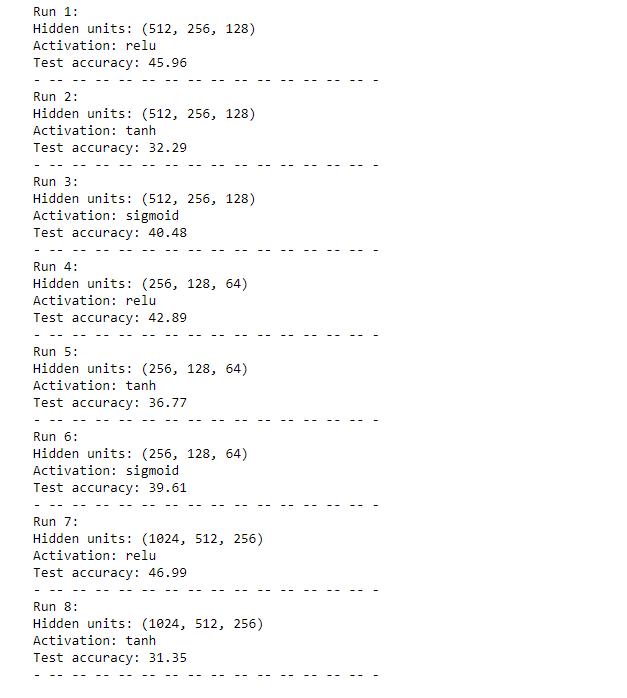 Run 1:
Hidden units: (512, 256, 128)
Activation: relu
Test accuracy: 45.96
- -- -- -- -- -- -- -- -- -- -- -- -- -- -- -
Run 2:
Hidden units: (512, 256, 128)
Activation: tanh
Test accuracy: 32.29
- -- -- -- -- -- -- -- -- -- -- -- -- -- -- -
Run 3:
Hidden units: (512, 256, 128)
Activation: sigmoid
Test accuracy: 40.48
- -- -- -- -- -- -- -- -- -- -- -- -- -- -- -
Run 4:
Hidden units: (256, 128, 64)
Activation: relu
Test accuracy: 42.89
- -- -- -- -- -- -- -- -- -- -- -- -- -- -- -
Run 5:
Hidden units: (256, 128, 64)
Activation: tanh
Test accuracy: 36.77
- -- -- -- -- -- -- -- -- -- -- -- -- -- -- -
Run 6:
Hidden units: (256, 128, 64)
Activation: sigmoid
Test accuracy: 39.61
- -- -- -- -- -- -- -- -- -- -- -- -- -- -- -
Run 7:
Hidden units: (1024, 512, 256)
Activation: relu
Test accuracy: 46.99
- -- -- -- -- -- -- -- -- -- -- -- -- -- -- -
Run 8:
Hidden units: (1024, 512, 256)
Activation: tanh
Test accuracy: 31.35
- -- -- -- -- -- -- -- -- -- -- -- -- -- -- -